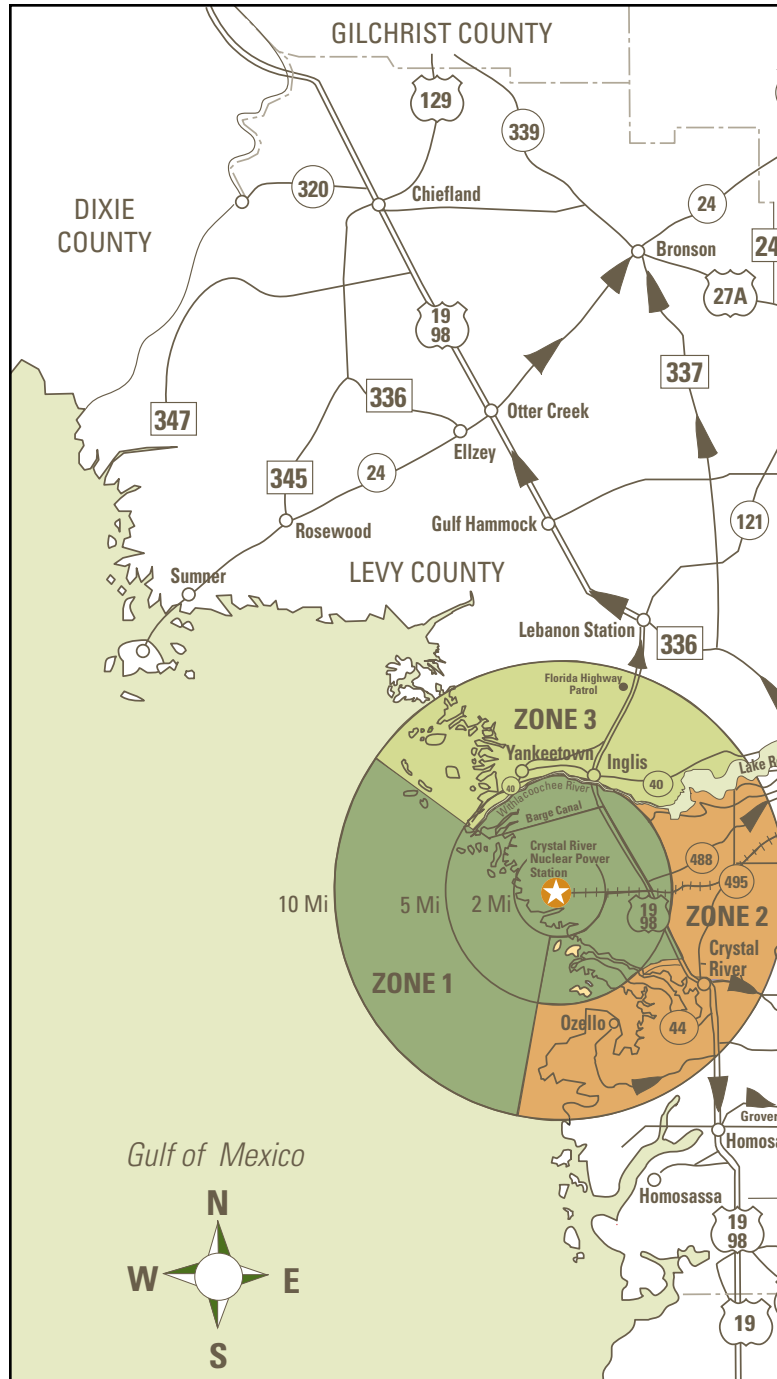 GILCHRIST COUNTY
129
339
320
Chiefland
DIXIE
COUNTY
24
Bronson
24
27A
19
98
337
336
347
Otter Creek
Ellzey
345
24
Rosewood
Gulf Hammock
121
Sumner
LEVY COUNTY
Lebanon Station
336
Florida Highway
Patrol
ZONE 3
Yankeetown
Inglis
Lake
40
40
Withlacoochee River
Barge Canal
Crystal River
Nuclear Power
Station
488
495
10 Mi
5 Mi
2 Mi
19
98
ZONE 2
Crystal
River
ZONE 1
Ozello
44
Grover
Homosa
Gulf of Mexico
Homosassa
N
19
98
W
E
19
S